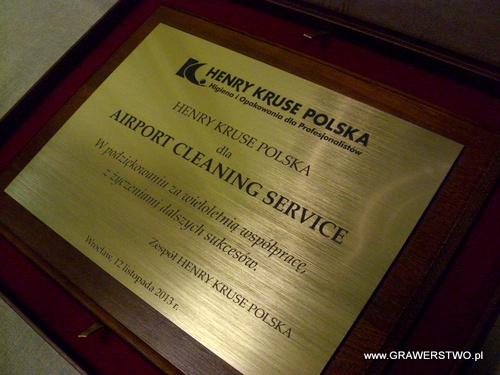 HENRY KRUSE POLSKA
Higiena i Opakowania dla Profesjonalistów
HENRY KRUSE POLSKA
dla
AIRPORT CLEANING SERVICE
W podziękowaniu za wieloletnią współpracę,
z życzeniami dalszych sukcesów.
Zespół HENRY KRUSE POLSKA
Wrocław, 12 listopada 2013 r.
www.GRAWERSTWO.pl